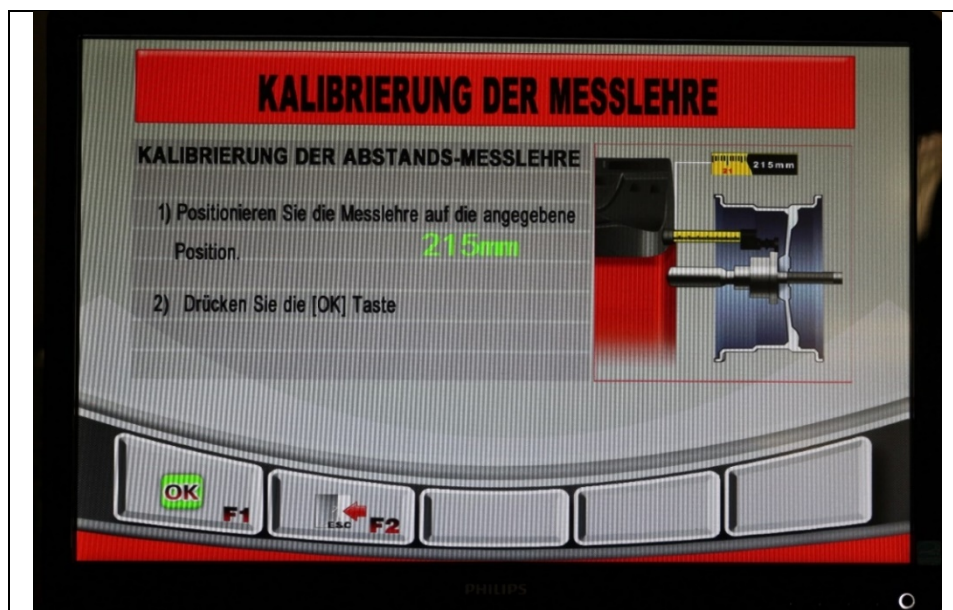 KALIBRIERUNG DER MESSLEHRE
KALIBRIERUNG DER ABSTANDS-MESSLEHRE
1) Positionieren Sie die Messlehre auf die angegebene
Position.
215mm
2) Drücken Sie die [OK] Taste
215mm
OK
F1
ESC
F2
PHILIPS